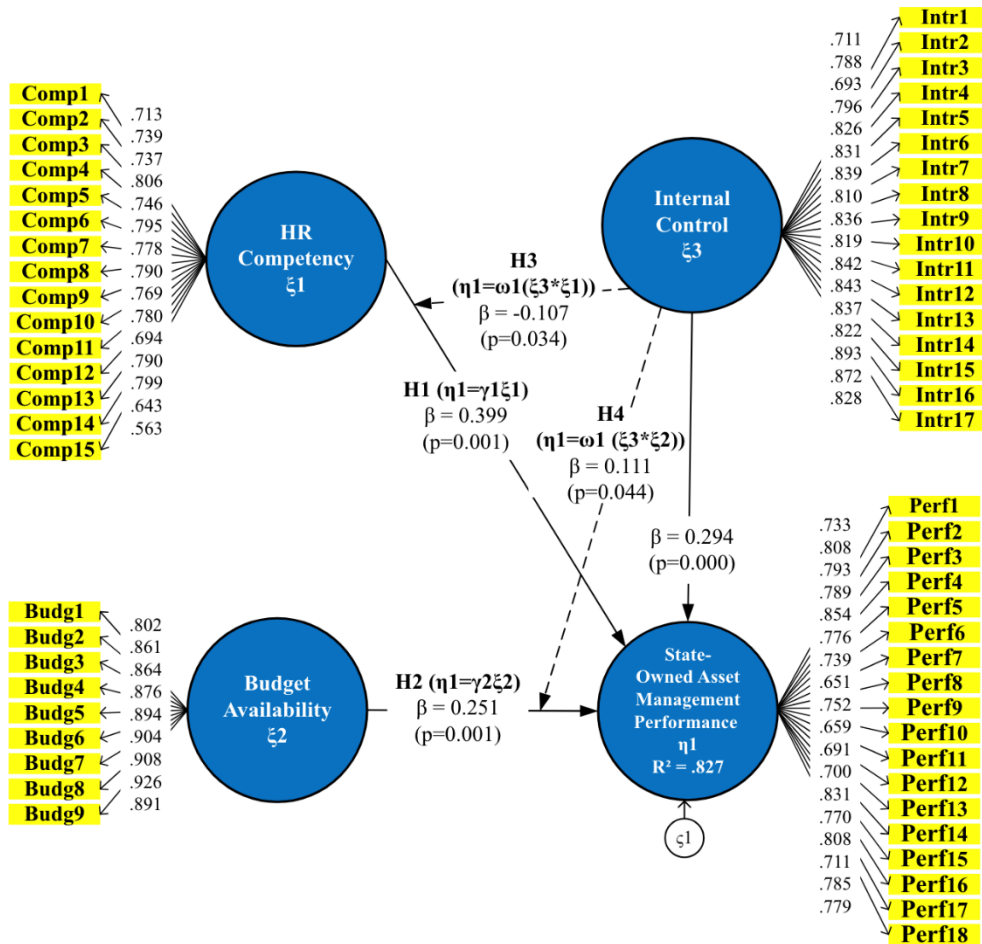 Comp1
Comp2
Comp3
Comp4
Comp5
Comp6
Comp7
Comp8
Comp9
Comp10
Comp11
Comp12
Comp13
Comp14
Comp15
.713
.739
.737
.806
.746
.795
.778
.790
.769
.780
.694
.790
.799
.643
.563
HR
Competency
ξ1
Internal
Control
ξ3
.711
.788
.693
.796
.826
.831
.839
.810
.836
.819
.842
.843
.837
.822
.893
.872
.828
Intr1
Intr2
Intr3
Intr4
Intr5
Intr6
Intr7
Intr8
Intr9
Intr10
Intr11
Intr12
Intr13
Intr14
Intr15
Intr16
Intr17
H3
(η1=ω1(ξ3*ξ1))
β = -0.107
(p=0.034)
H1 (η1=γ1ξ1)
β = 0.399
(p=0.001)
H4
(η1=ω1 (ξ3*ξ2))
β = 0.111
(p=0.044)
β = 0.294
(p=0.000)
Budg1
Budg2
Budg3
Budg4
Budg5
Budg6
Budg7
Budg8
Budg9
.802
.861
.864
.876
.894
.904
.908
.926
.891
Budget
Availability
ξ2
H2 (η1=γ2ξ2)
β = 0.251
(p=0.001)
State-
Owned Asset
Management
Performance
η1
R² = .827
ς1
.733
.808
.793
.789
.854
.776
.739
.651
.752
.659
.691
.700
.831
.770
.808
.711
.785
.779
Perf1
Perf2
Perf3
Perf4
Perf5
Perf6
Perf7
Perf8
Perf9
Perf10
Perf11
Perf12
Perf13
Perf14
Perf15
Perf16
Perf17
Perf18